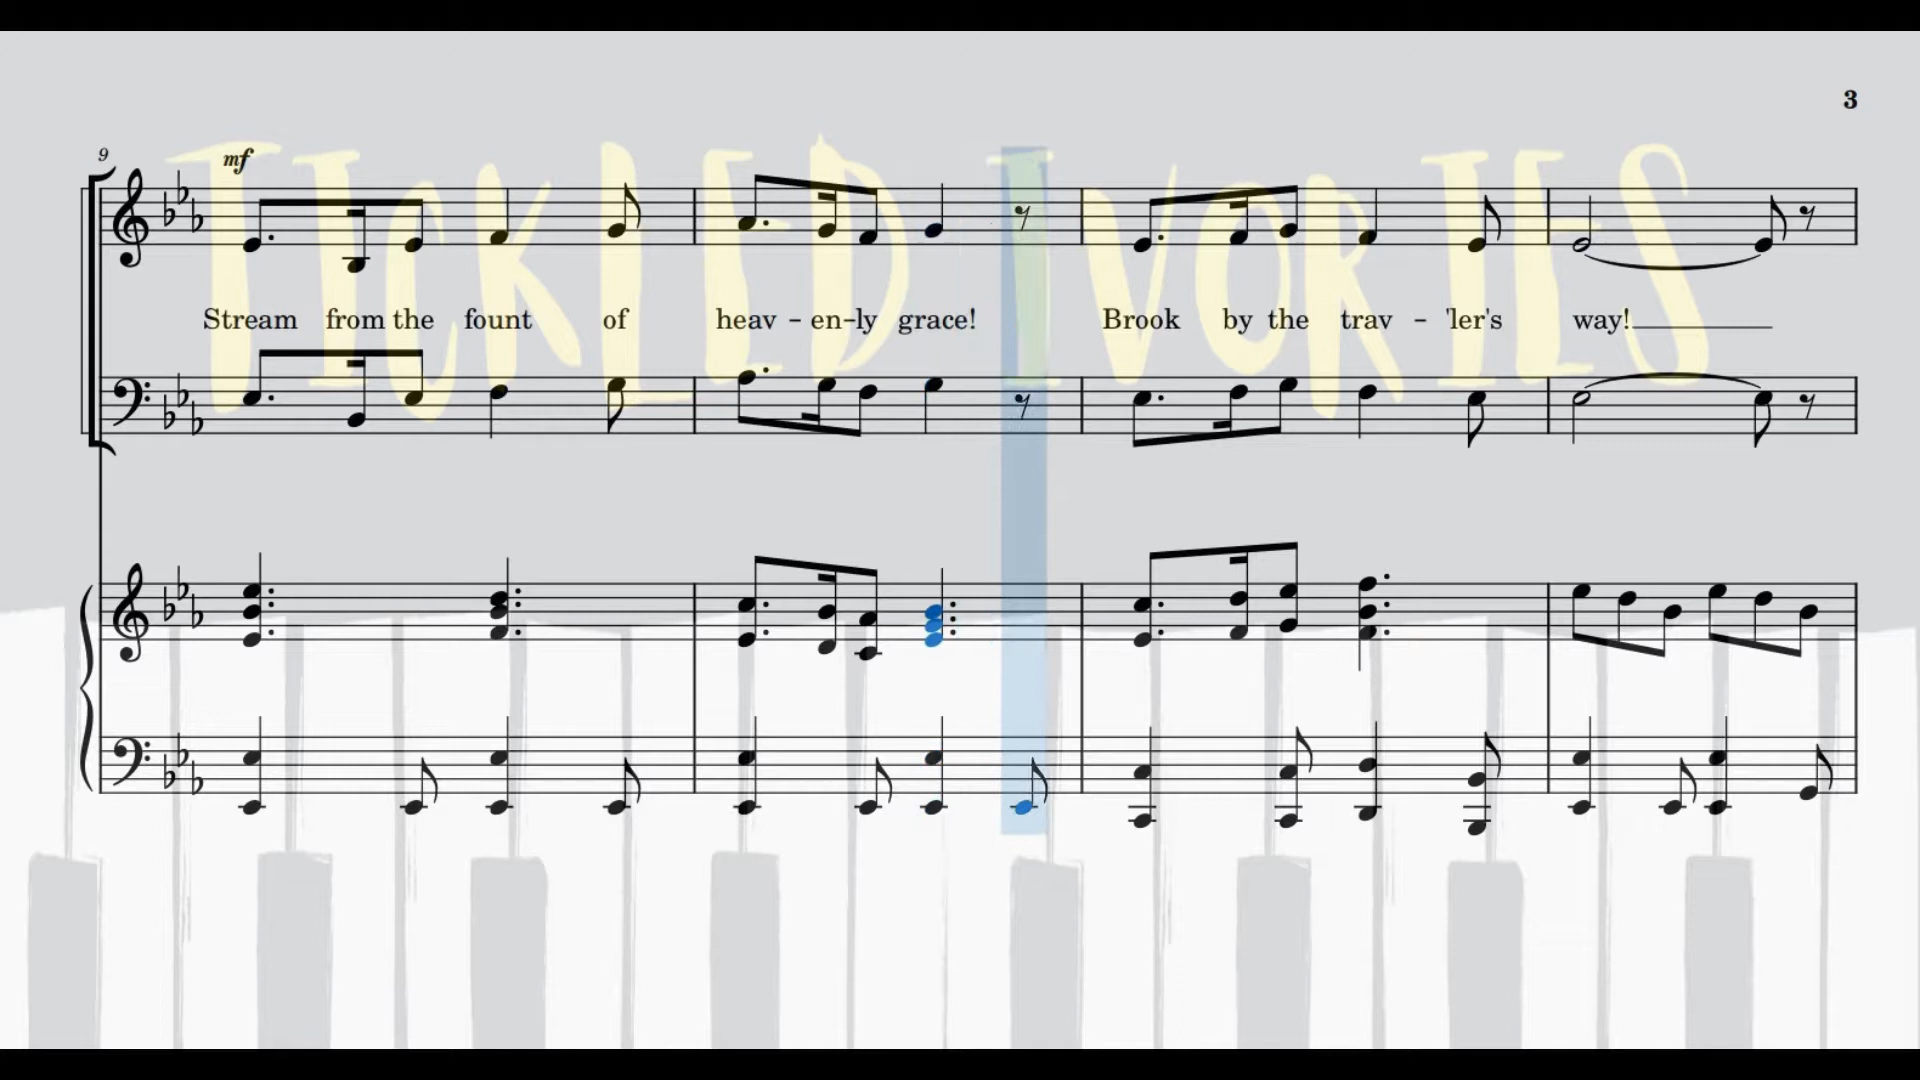 3
9
mf
TICKLED IVORIES
Stream from the fount of heav - en - ly grace! Brook by the trav - 'ler's way!